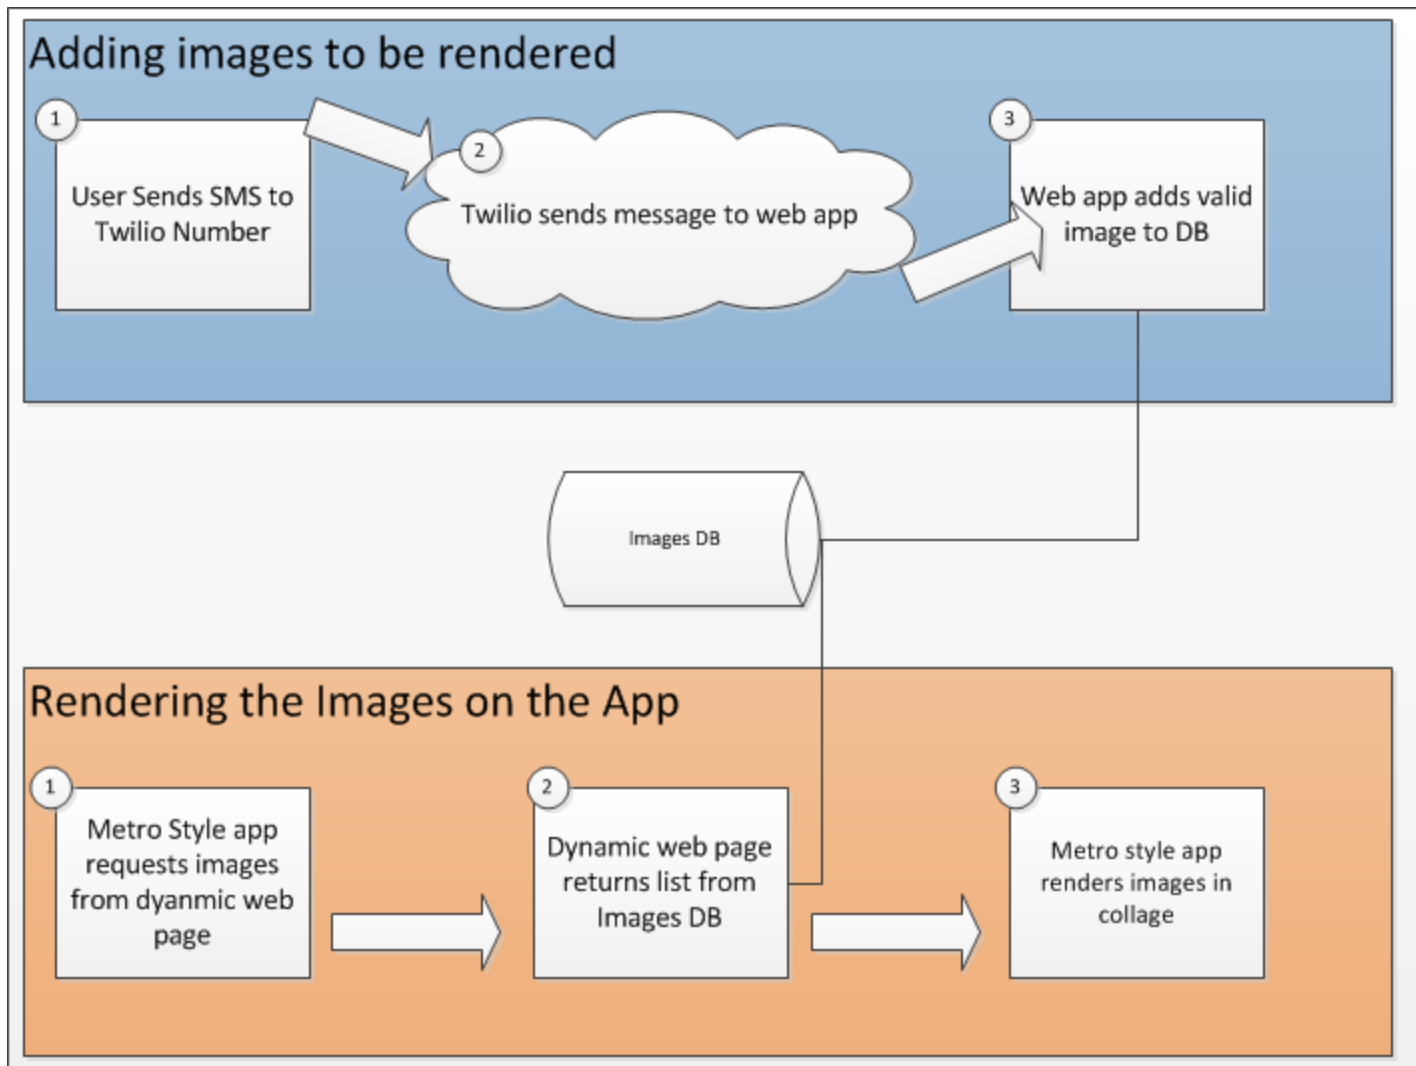 Adding images to be rendered
1
User Sends SMS to
Twilio Number
2
Twilio sends message to web app
3
Web app adds valid
image to DB
Images DB
Rendering the Images on the App
1
Metro Style app
requests images
from dyanmic web
page
2
Dynamic web page
returns list from
Images DB
3
Metro style app
renders images in
collage